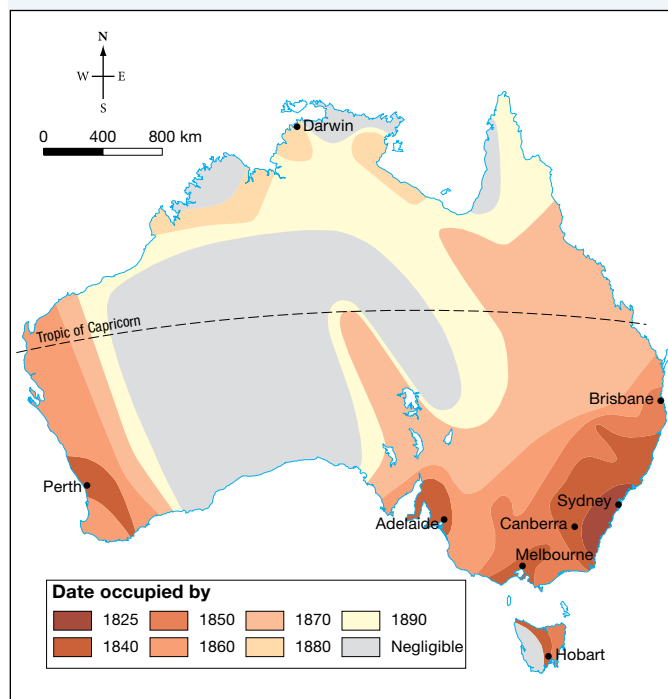 N
W E
S
0 400 800 km
Darwin
Tropic of Capricorn
Brisbane
Perth
Sydney
Adelaide
Canberra
Melbourne
Date occupied by
1825 1850 1870 1890
1840 1860 1880 Negligible
Hobart